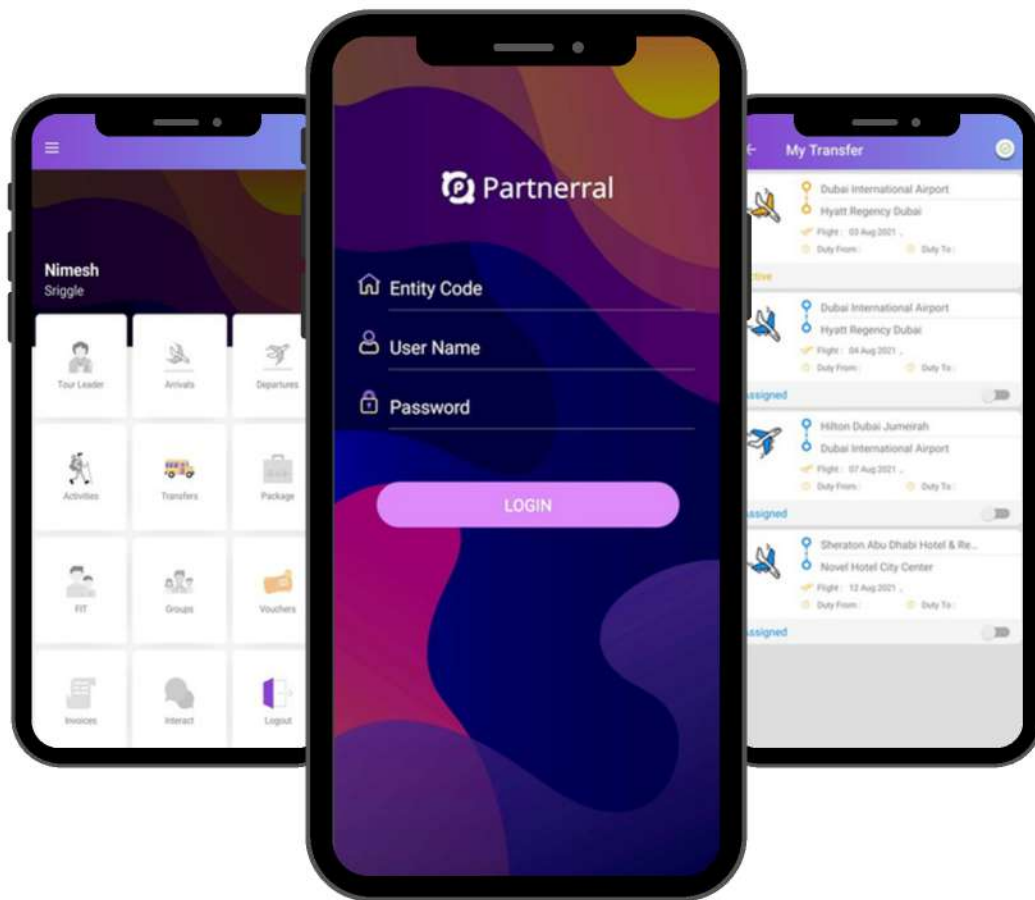 Nimesh
Sriggle
Tour Leader
Arrivals
Departures
Activities
Transfers
Package
FIT
Groups
Vouchers
Invoices
Interact
Logout
Partnerral
Entity Code
User Name
Password
LOGIN
My Transfer
Dubai International Airport
Hyatt Regency Dubai
Flight : 03 Aug 2021 ,
Duty From : Duty To :
ctive
Dubai International Airport
Hyatt Regency Dubai
Flight : 04 Aug 2021 ,
Duty From : Duty To :
ssigned
Hilton Dubai Jumeirah
Dubai International Airport
Flight : 07 Aug 2021 ,
Duty From : Duty To :
ssigned
Sheraton Abu Dhabi Hotel & Re...
Novel Hotel City Center
Flight : 12 Aug 2021 ,
Duty From : Duty To :
ssigned